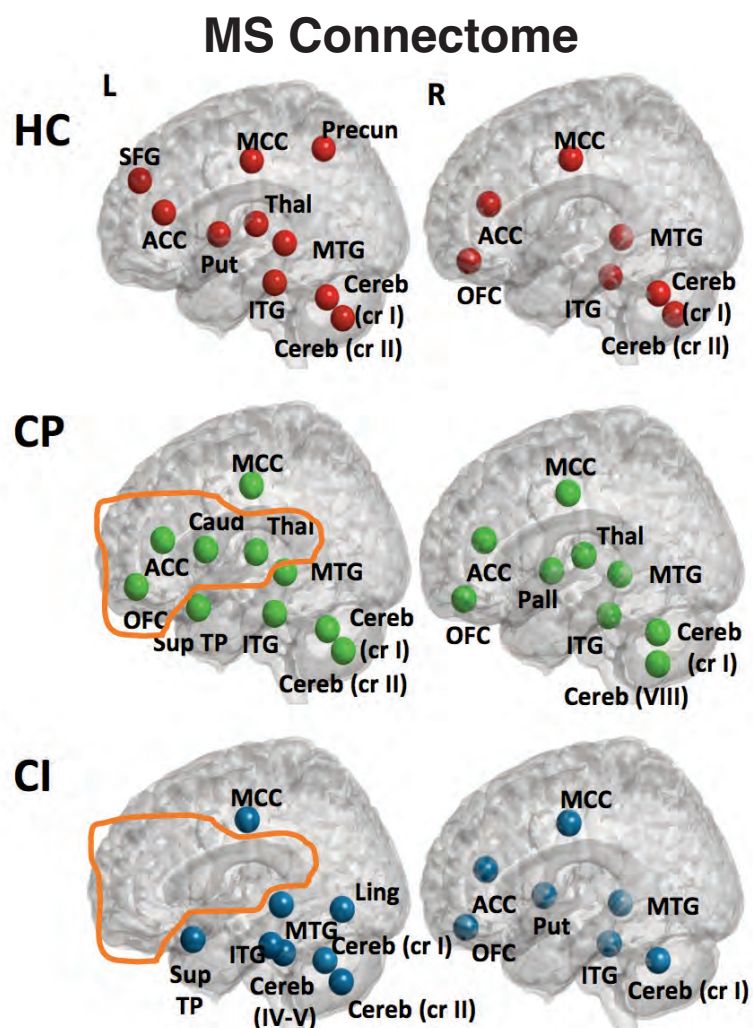 MS Connectome
L
R
HC
SFG
MCC
Precun
ACC
Put
Thal
MTG
ITG
Cereb
(cr I)
Cereb (cr II)
MCC
ACC
OFC
MTG
ITG
Cereb
(cr I)
Cereb (cr II)
CP
MCC
Caud
Thal
ACC
MTG
OFC
Sup TP
ITG
Cereb
(cr I)
Cereb (cr II)
MCC
Thal
ACC
Pall
MTG
OFC
ITG
Cereb
(cr I)
Cereb (VIII)
CI
MCC
Ling
MTG
ITG
Cereb (cr I)
Sup
TP
Cereb
(IV-V)
Cereb (cr II)
MCC
ACC
Put
MTG
OFC
ITG
Cereb (cr I)